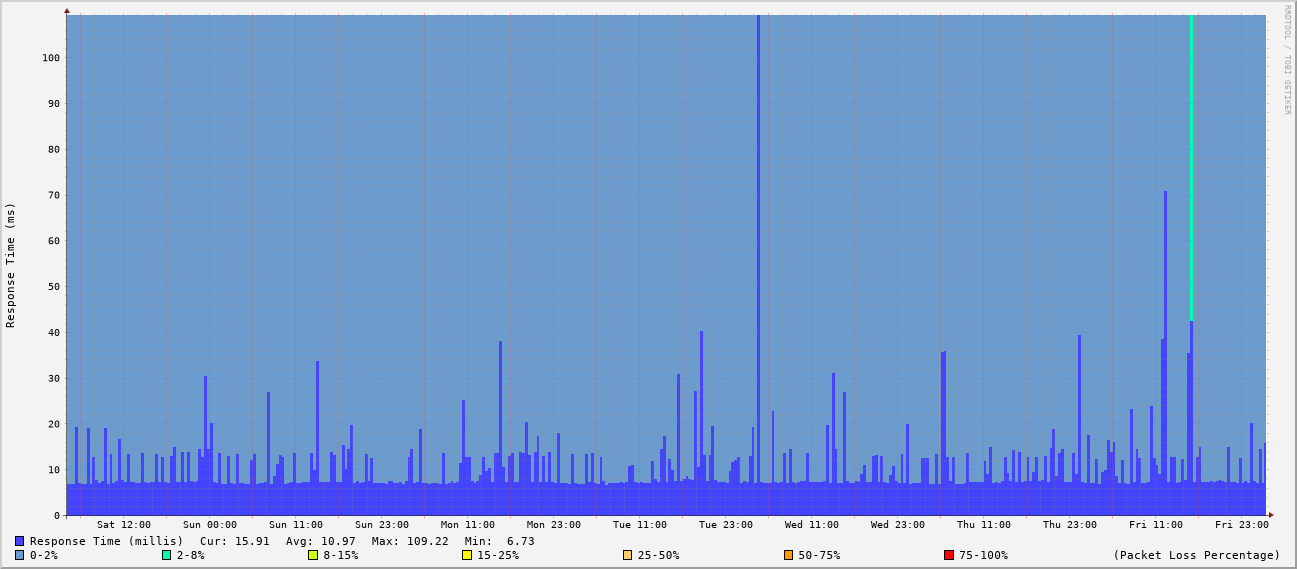 RRDTOOL / TOBI OETIKER
Response Time (ms)
100
90
80
70
60
50
40
30
20
10
0
Sat 12:00 Sun 00:00 Sun 11:00 Sun 23:00 Mon 11:00 Mon 23:00 Tue 11:00 Tue 23:00 Wed 11:00 Wed 23:00 Thu 11:00 Thu 23:00 Fri 11:00 Fri 23:00
Response Time (millis) Cur: 15.91 Avg: 10.97 Max: 109.22 Min: 6.73
0-2% 2-8% 8-15% 15-25% 25-50% 50-75% 75-100% (Packet Loss Percentage)